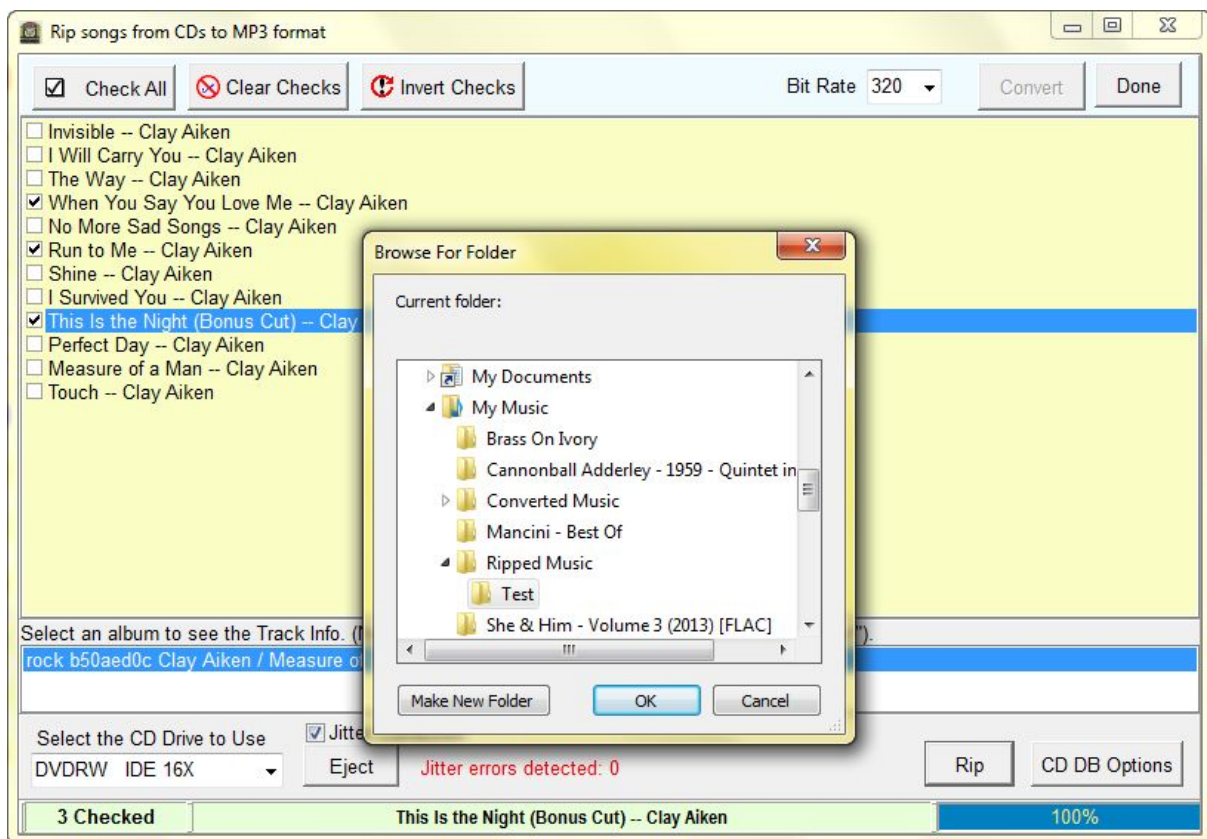 Rip songs from CDs to MP3 format
Check All Clear Checks Invert Checks Bit Rate 320 Convert Done
Invisible -- Clay Aiken
I Will Carry You -- Clay Aiken
The Way -- Clay Aiken
When You Say You Love Me -- Clay Aiken
No More Sad Songs -- Clay Aiken
Run to Me -- Clay Aiken
Shine -- Clay Aiken
I Survived You -- Clay Aiken
This Is the Night (Bonus Cut) -- Clay
Perfect Day -- Clay Aiken
Measure of a Man -- Clay Aiken
Touch -- Clay Aiken
Browse For Folder
Current folder:
My Documents
My Music
Brass On Ivory
Cannonball Adderley - 1959 - Quintet in
Converted Music
Mancini - Best Of
Ripped Music
Test
She & Him - Volume 3 (2013) [FLAC]
Make New Folder OK Cancel
Select an album to see the Track Info. ( ").
rock b50aed0c Clay Aiken / Measure of
Select the CD Drive to Use Jitte
DVDRW IDE 16X Eject Jitter errors detected: 0 Rip CD DB Options
3 Checked This Is the Night (Bonus Cut) -- Clay Aiken 100%